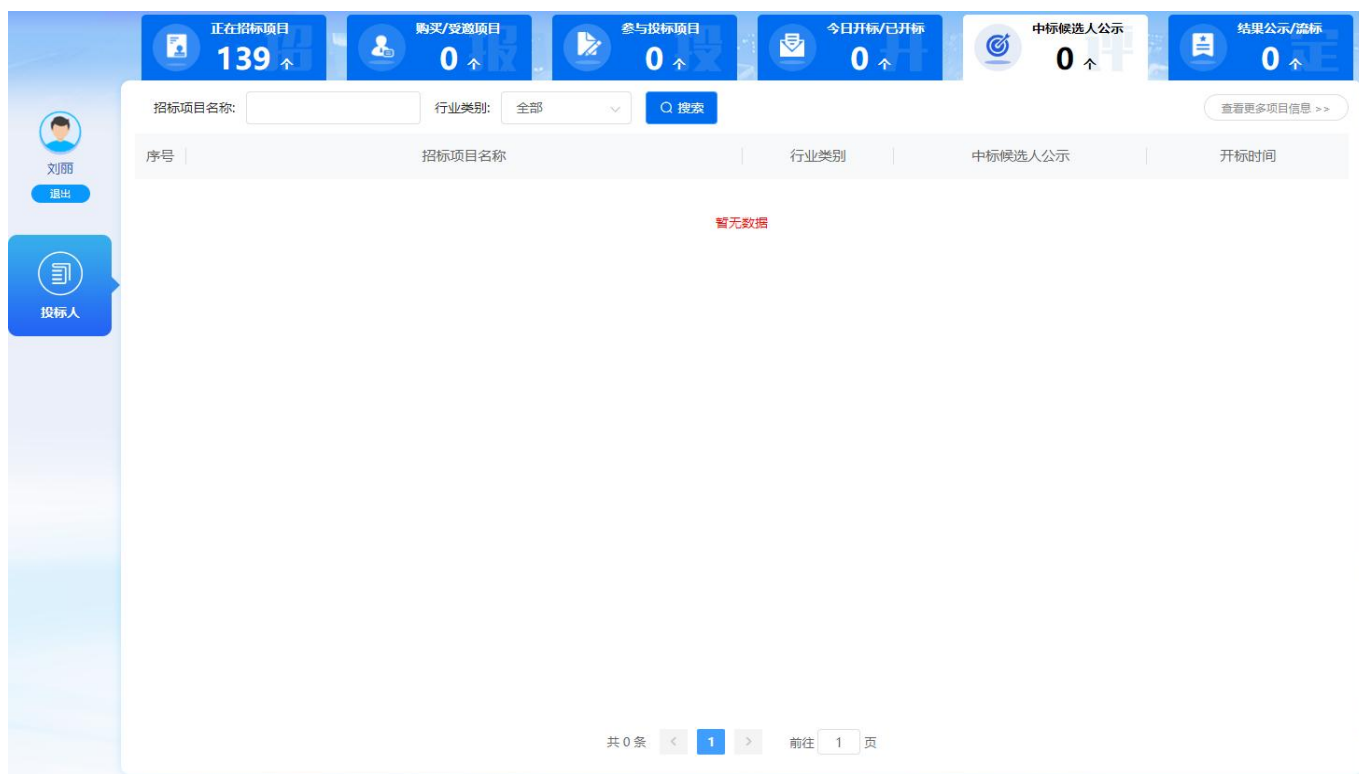 正在招标项目
139 个
购买/受邀项目
0 个
参与投标项目
0 个
今日开标/已开标
0 个
中标候选人公示
0 个
结果公示/流标
0 个
招
投
开
评
定
刘丽
退出
投标人
招标项目名称:
行业类别: 全部
搜索
查看更多项目信息 >>
序号 招标项目名称 行业类别 中标候选人公示 开标时间
暂无数据
共 0 条 < 1 > 前往 1 页